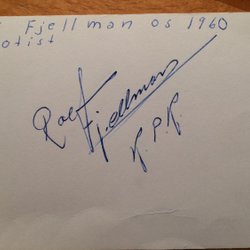 Fjellman os 1960
otist
Rolf
Fjellman
K.P.K.